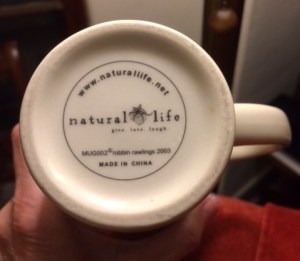 www.naturallife.net
natural life
give. love. laugh.
MUG002 © robbin rawlings 2003
MADE IN CHINA